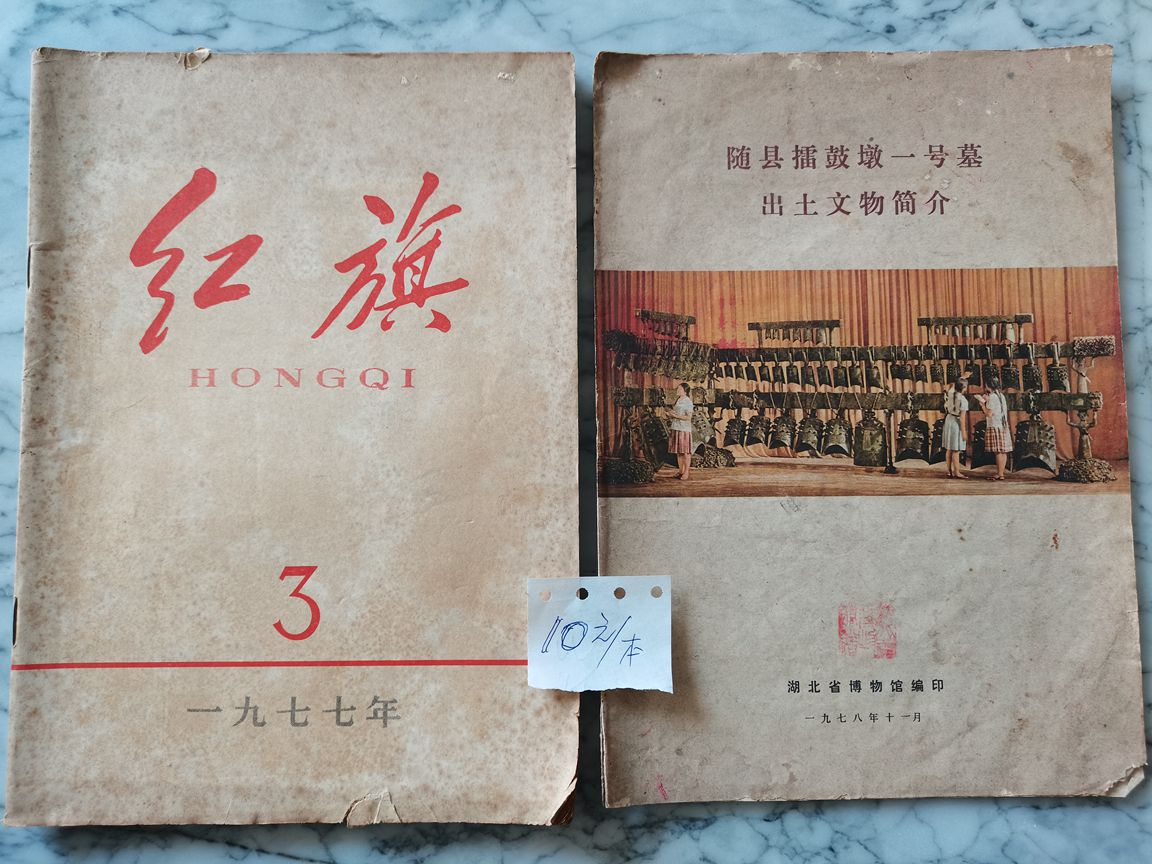 红旗
HONGQI
3
一九七七年
10元/本
随县擂鼓墩一号墓
出土文物简介
湖北省博物馆编印
一九七八年十一月